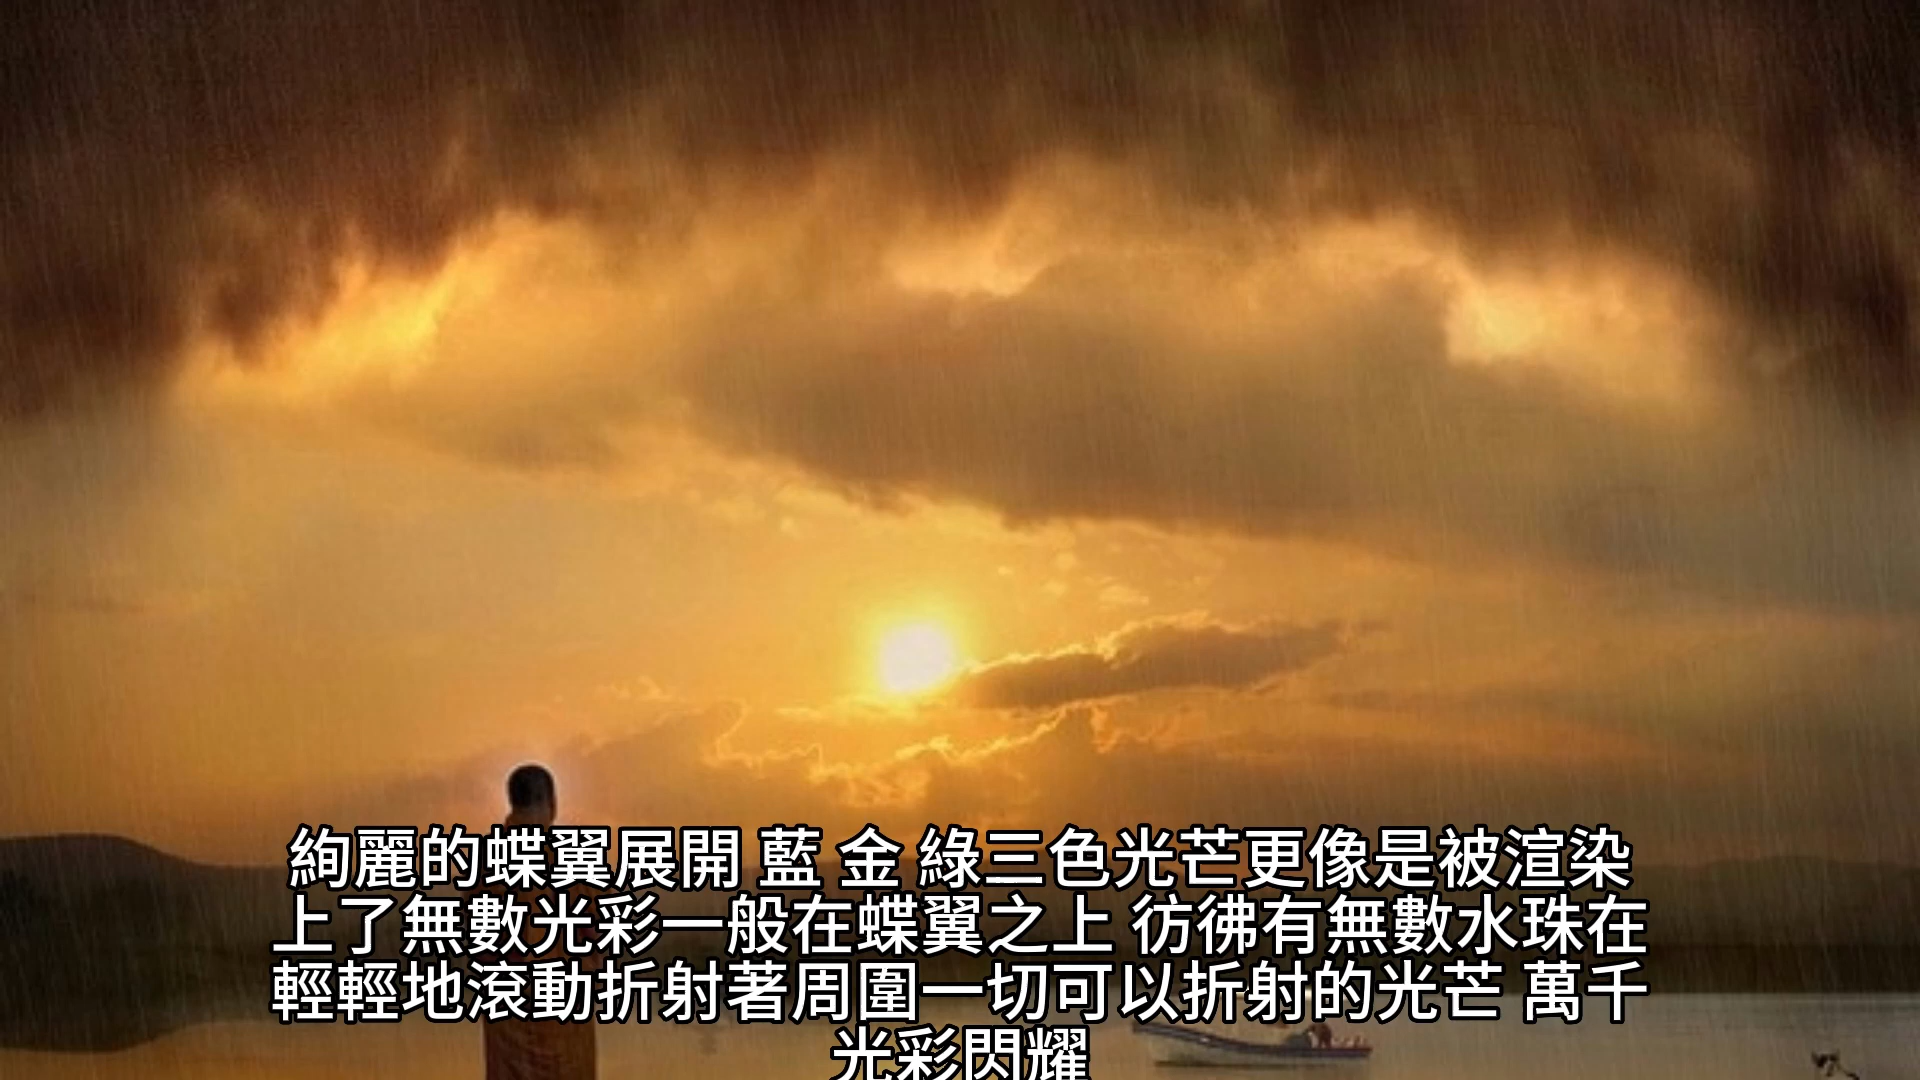 絢麗的蝶翼展開 藍 金 綠三色光芒更像是被渲染
上了無數光彩一般在蝶翼之上 彷彿有無數水珠在
輕輕地滾動折射著周圍一切可以折射的光芒 萬千
光彩閃耀